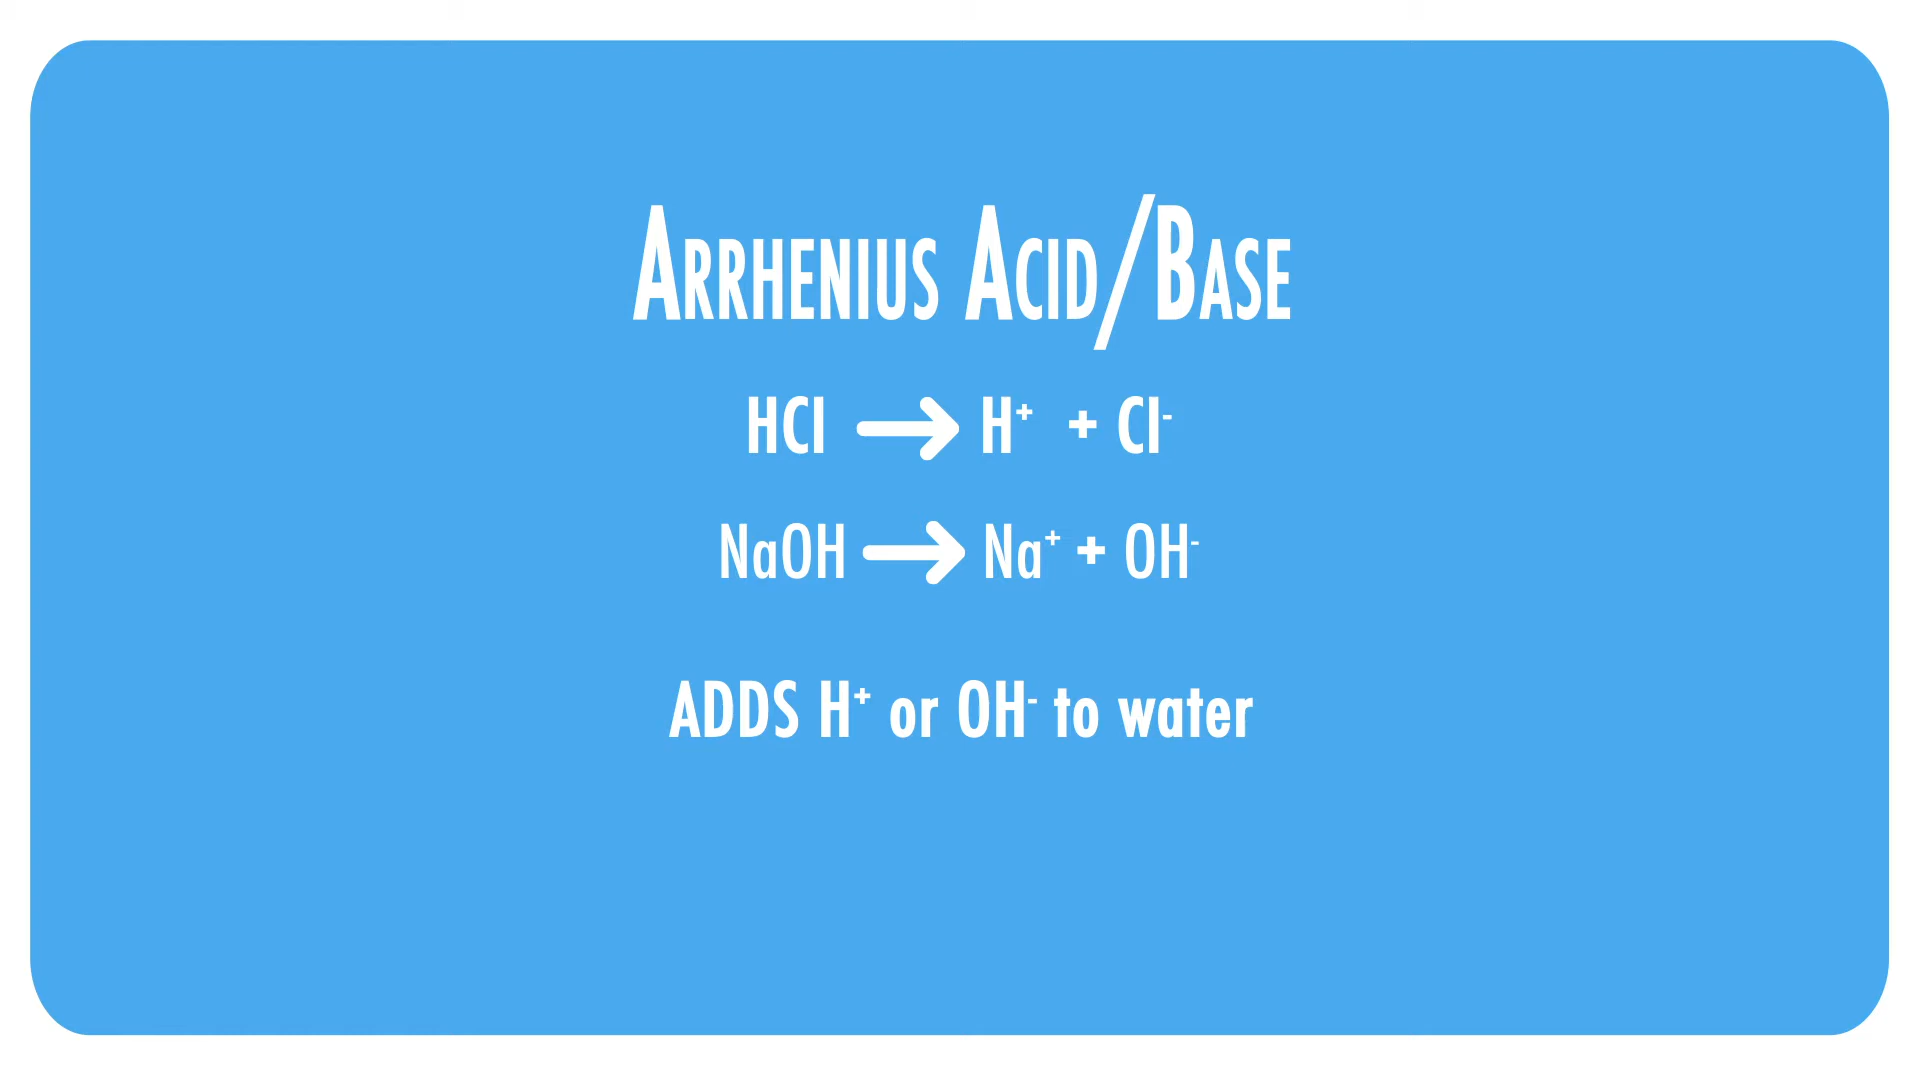 Arrhenius Acid/Base
HCl → H⁺ + Cl⁻
NaOH → Na⁺ + OH⁻
ADDS H⁺ or OH⁻ to water